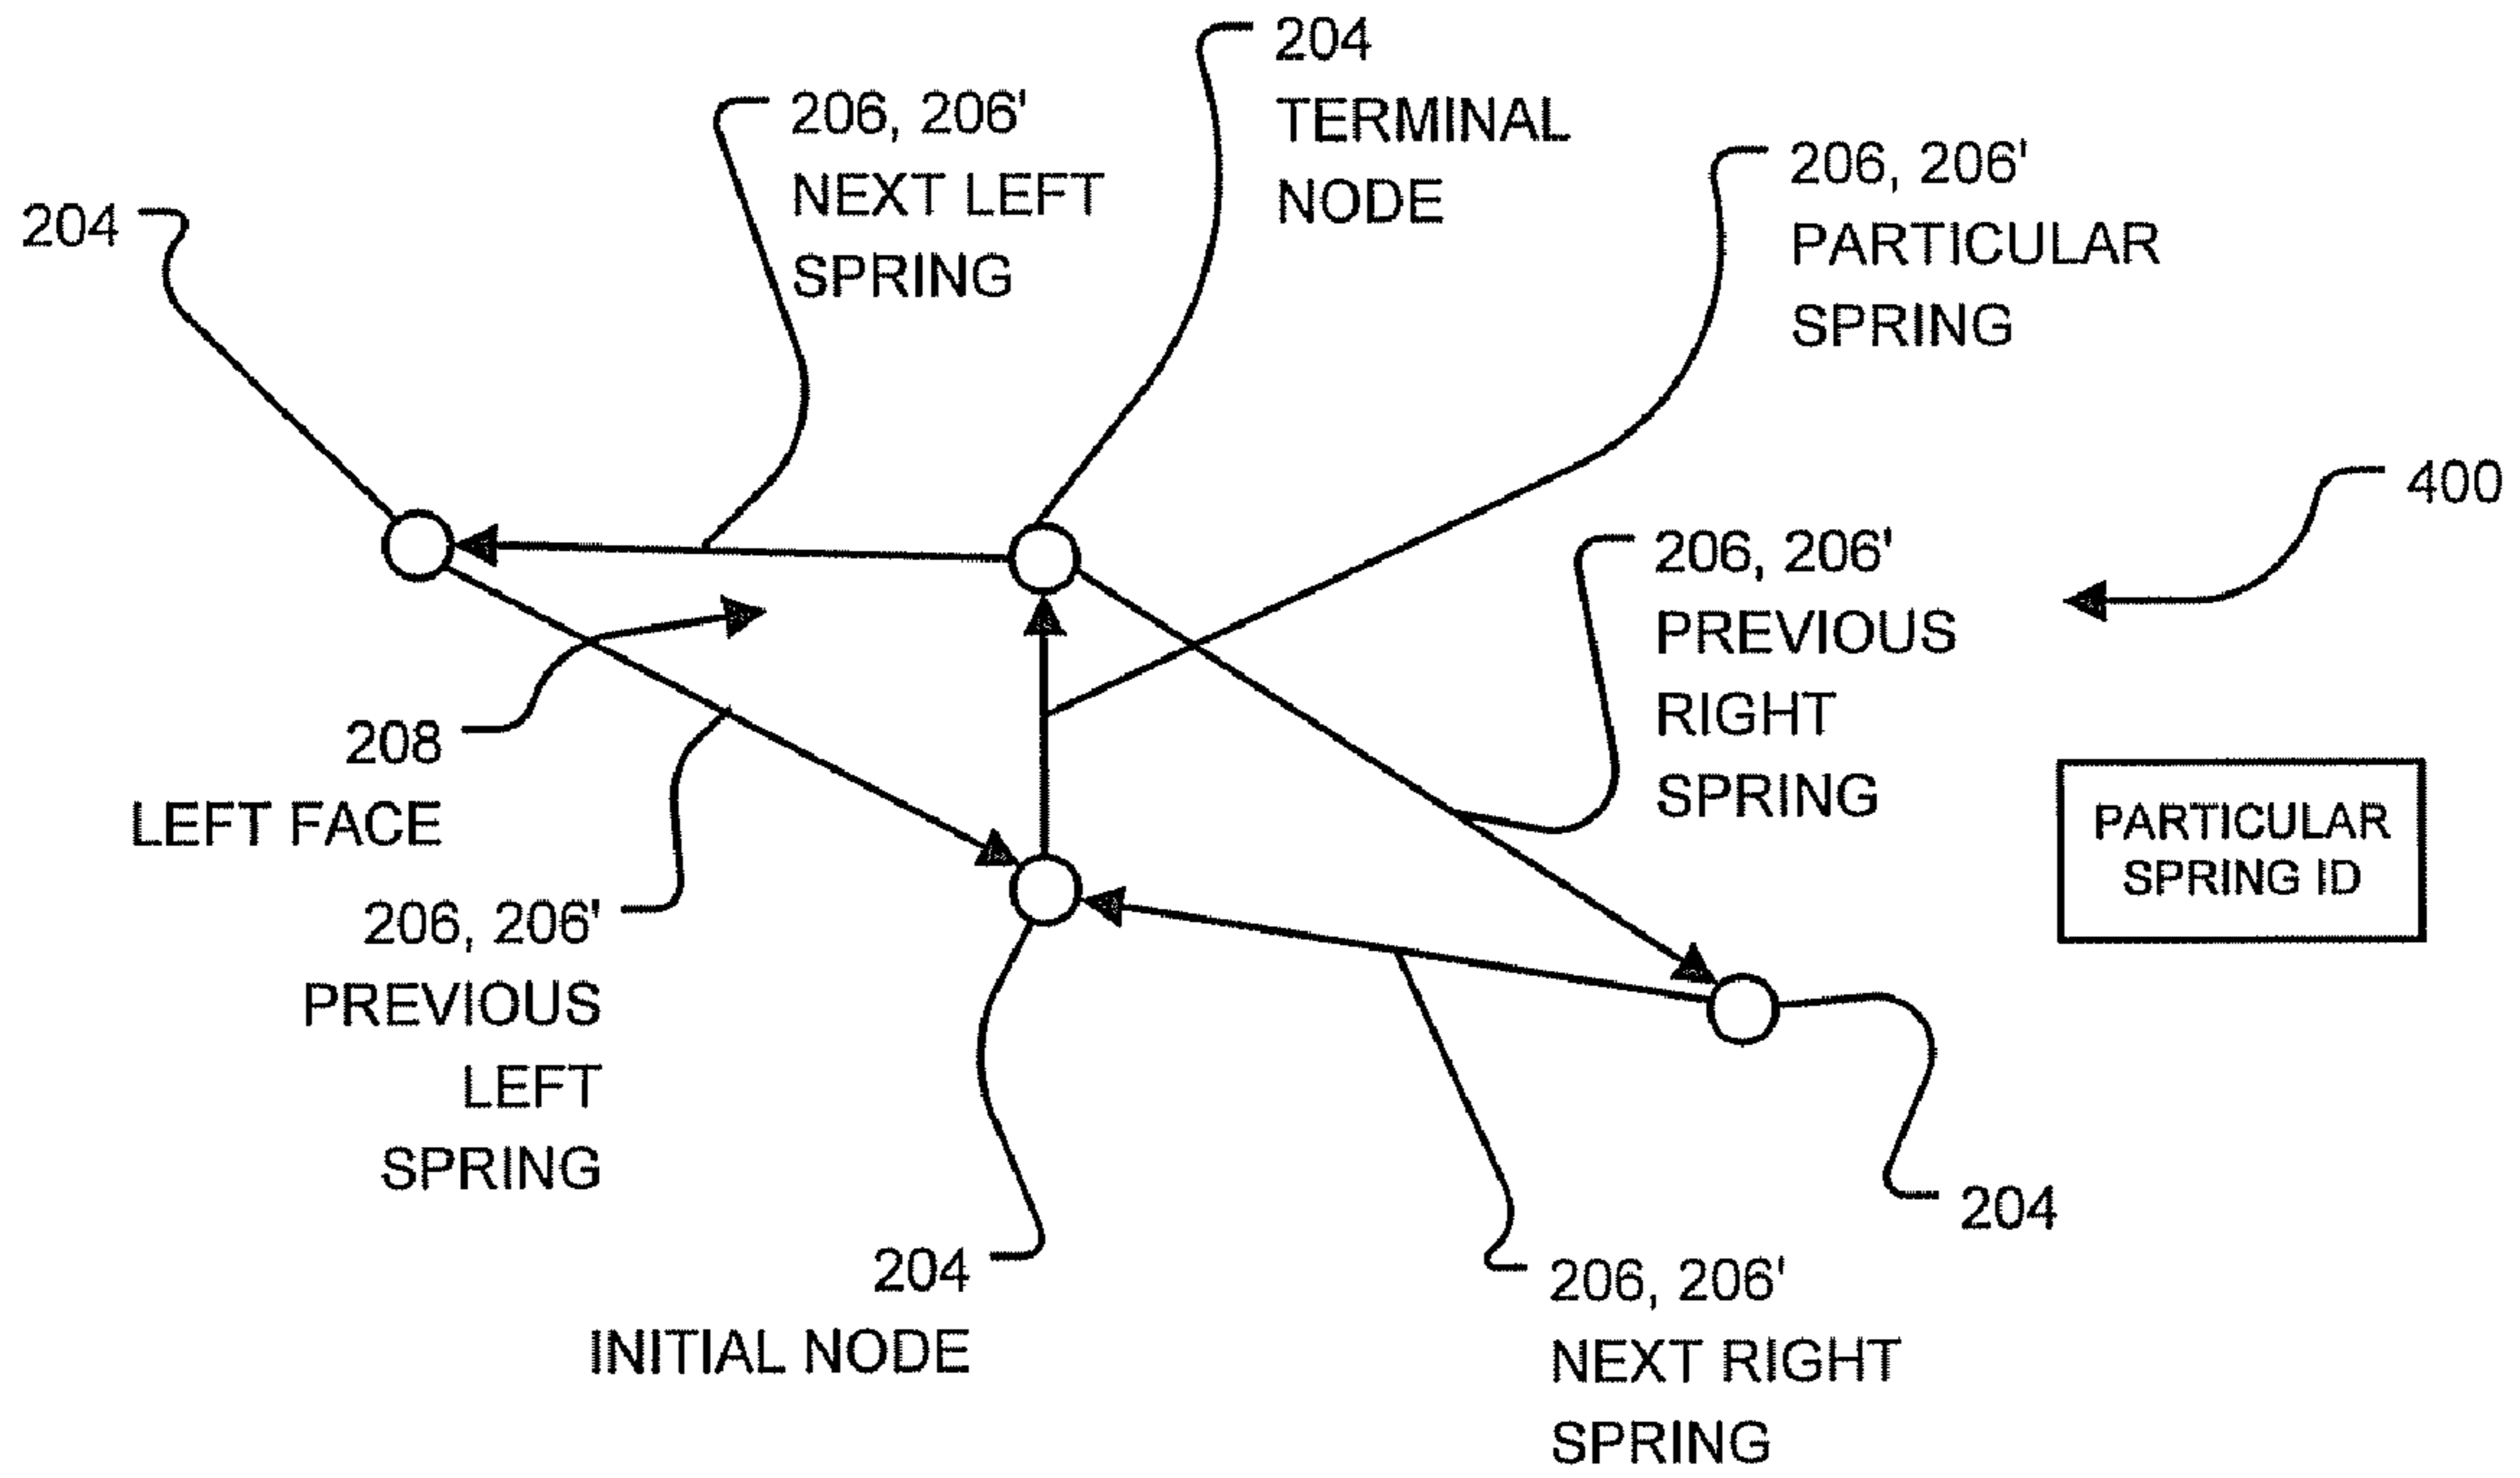 204
TERMINAL
NODE
206, 206'
NEXT LEFT
SPRING
206, 206'
PARTICULAR
SPRING
204
400
206, 206'
PREVIOUS
RIGHT
SPRING
208
LEFT FACE
PARTICULAR
SPRING ID
206, 206'
PREVIOUS
LEFT
SPRING
204
204
INITIAL NODE
206, 206'
NEXT RIGHT
SPRING